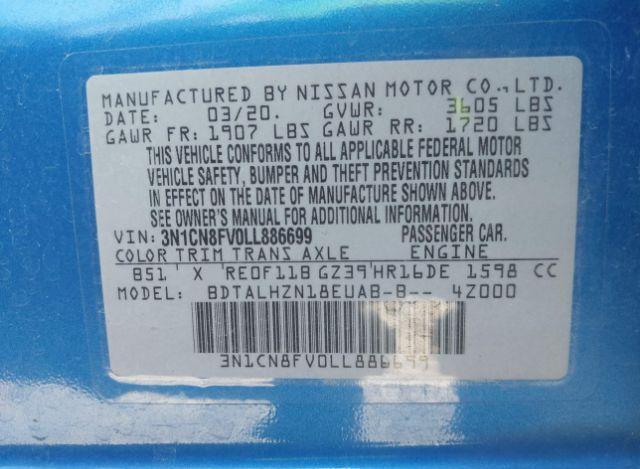 MANUFACTURED BY NISSAN MOTOR CO.,LTD.
DATE: 03/20. GVWR: 3605 LBS
GAWR FR: 1907 LBS GAWR RR: 1720 LBS
THIS VEHICLE CONFORMS TO ALL APPLICABLE FEDERAL MOTOR
VEHICLE SAFETY, BUMPER AND THEFT PREVENTION STANDARDS
IN EFFECT ON THE DATE OF MANUFACTURE SHOWN ABOVE.
SEE OWNER'S MANUAL FOR ADDITIONAL INFORMATION
VIN: 3N1CN8FV0LL886699 PASSENGER CAR.
COLOR TRIM TRANS AXLE ENGINE
B51 X RE0F11B GZ39 HR16DE 1598 CC
MODEL: BDTALHZN18EUAB-B-- 4Z000
3N1CN8FV0LL886699